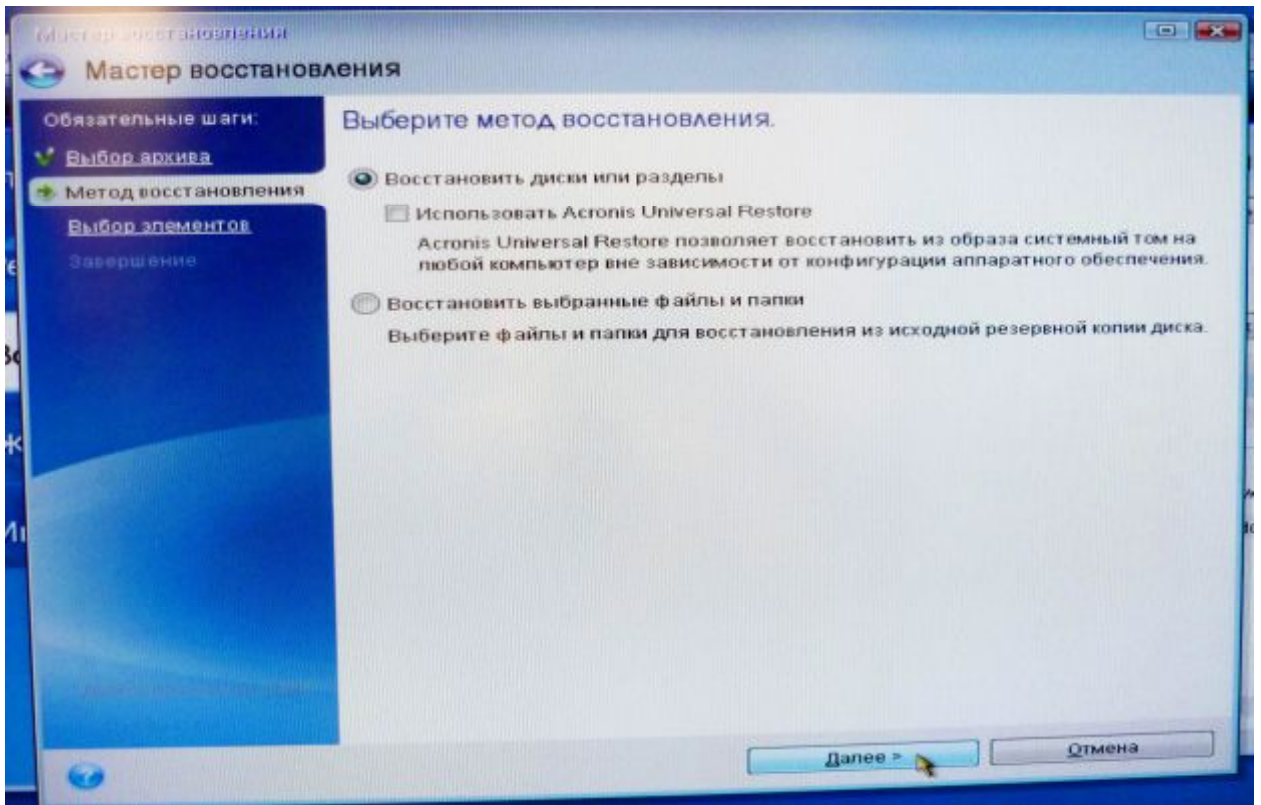 Мастер восстановления
Мастер восстановления
Обязательные шаги:
Выбор архива
Метод восстановления
Выбор элементов
Завершение
Выберите метод восстановления.
Восстановить диски или разделы
Использовать Acronis Universal Restore
Acronis Universal Restore позволяет восстановить из образа системный том на
любой компьютер вне зависимости от конфигурации аппаратного обеспечения.
Восстановить выбранные файлы и папки
Выберите файлы и папки для восстановления из исходной резервной копии диска.
Далее >
Отмена